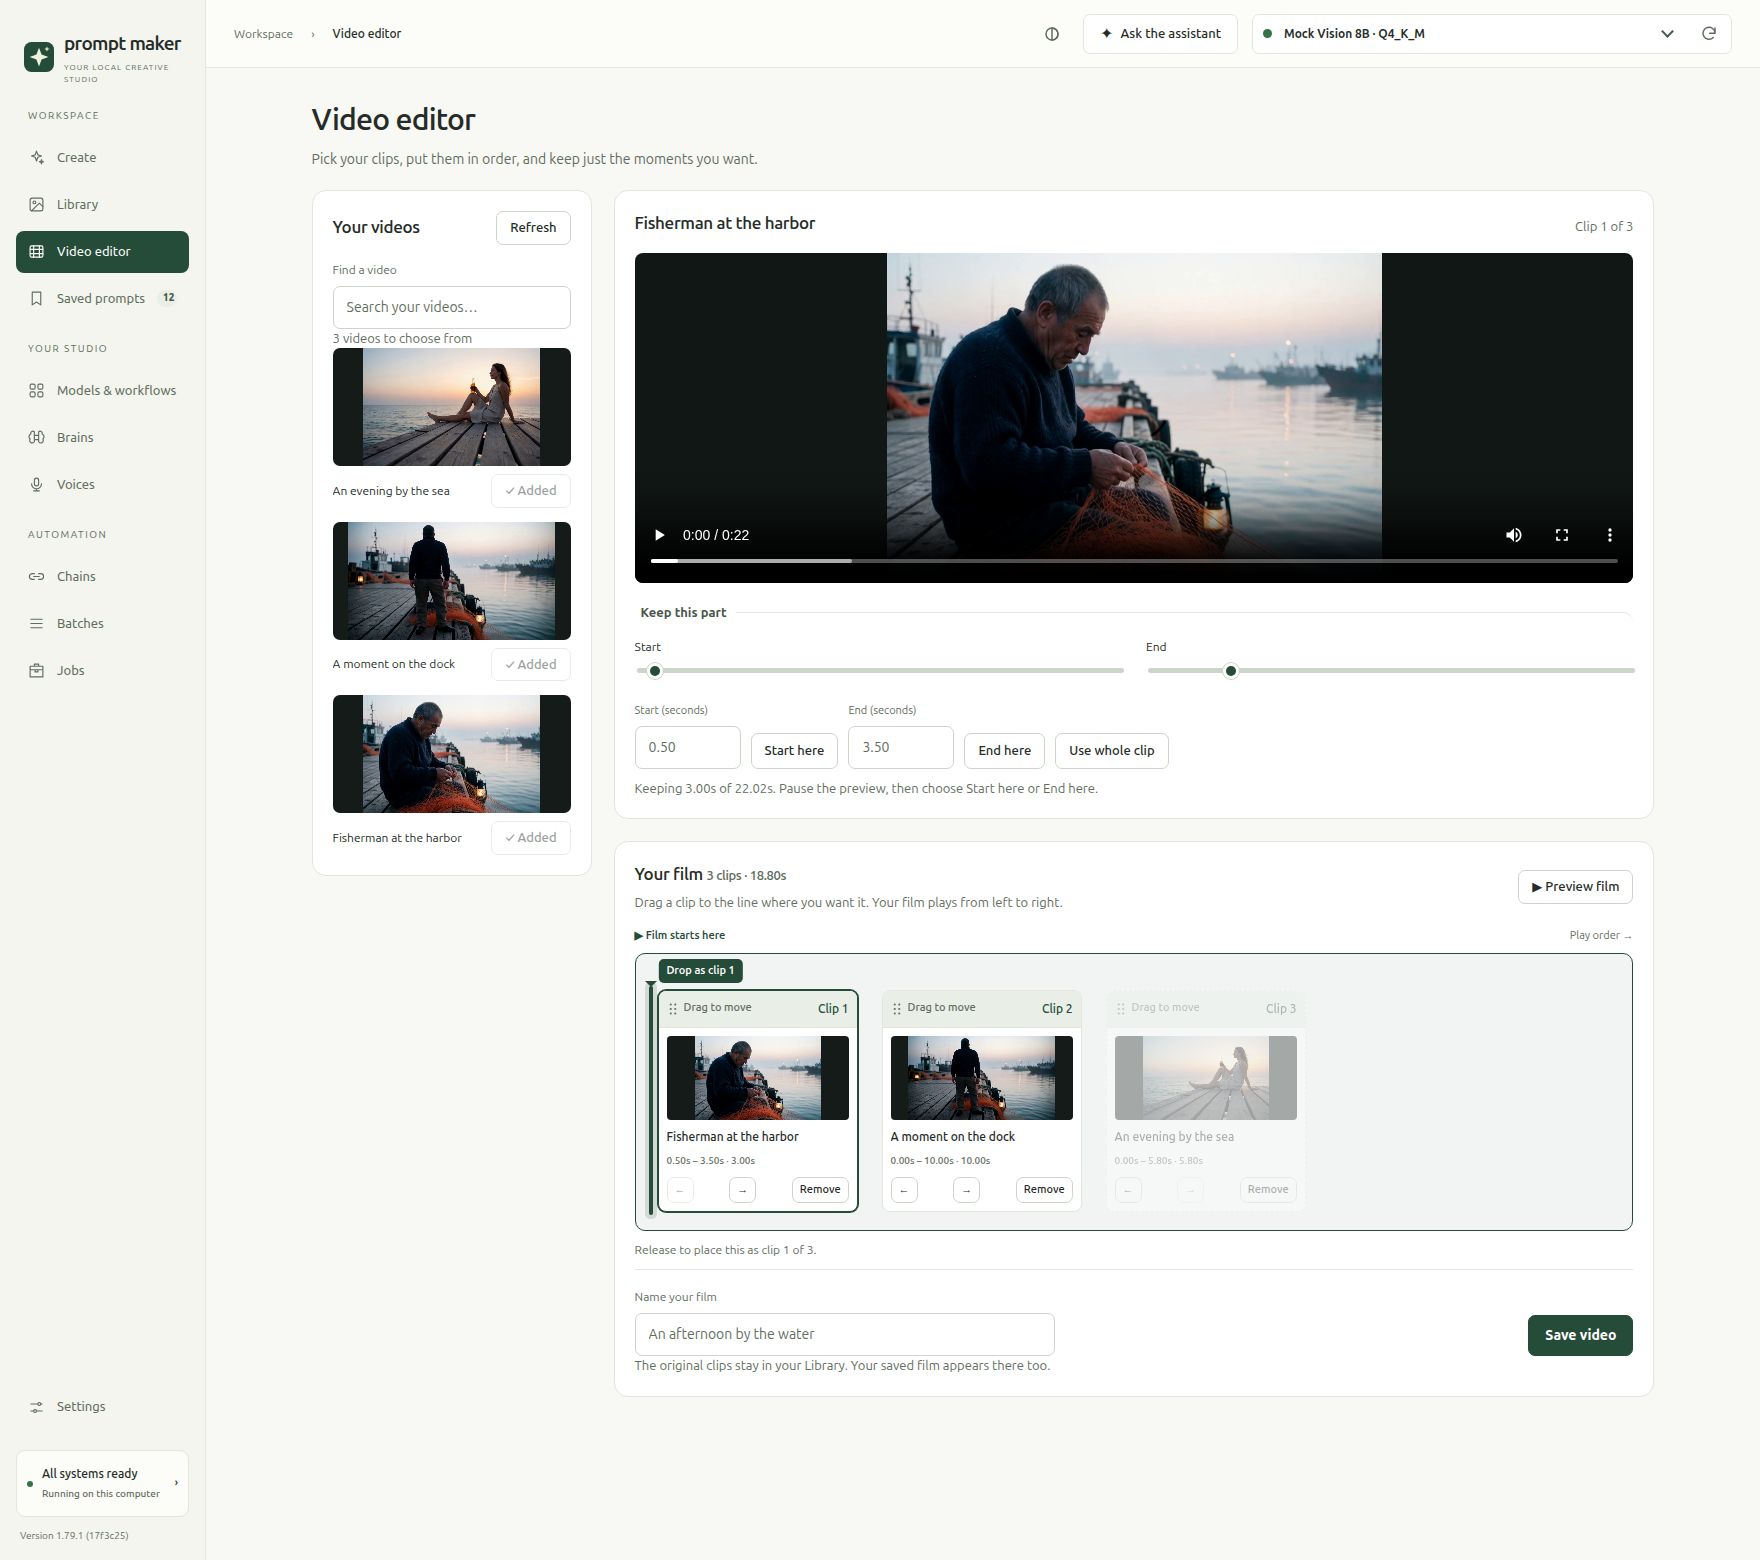 prompt maker
YOUR LOCAL CREATIVE
STUDIO
WORKSPACE
Create
Library
Video editor
Saved prompts 12
YOUR STUDIO
Models & workflows
Brains
Voices
AUTOMATION
Chains
Batches
Jobs
Settings
All systems ready ›
Running on this computer
Version 1.79.1 (17f3c25)
Workspace › Video editor
✦ Ask the assistant
Mock Vision 8B · Q4_K_M
Video editor
Pick your clips, put them in order, and keep just the moments you want.
Your videos
Refresh
Find a video
Search your videos…
3 videos to choose from
An evening by the sea
✓ Added
A moment on the dock
✓ Added
Fisherman at the harbor
✓ Added
Fisherman at the harbor
Clip 1 of 3
0:00 / 0:22
Keep this part
Start
End
Start (seconds)
0.50
Start here
End (seconds)
3.50
End here
Use whole clip
Keeping 3.00s of 22.02s. Pause the preview, then choose Start here or End here.
Your film 3 clips · 18.80s
▶ Preview film
Drag a clip to the line where you want it. Your film plays from left to right.
▶ Film starts here
Play order →
Drop as clip 1
Drag to move Clip 1
Fisherman at the harbor
0.50s – 3.50s · 3.00s
← → Remove
Drag to move Clip 2
A moment on the dock
0.00s – 10.00s · 10.00s
← → Remove
Drag to move Clip 3
An evening by the sea
0.00s – 5.80s · 5.80s
← → Remove
Release to place this as clip 1 of 3.
Name your film
An afternoon by the water
Save video
The original clips stay in your Library. Your saved film appears there too.